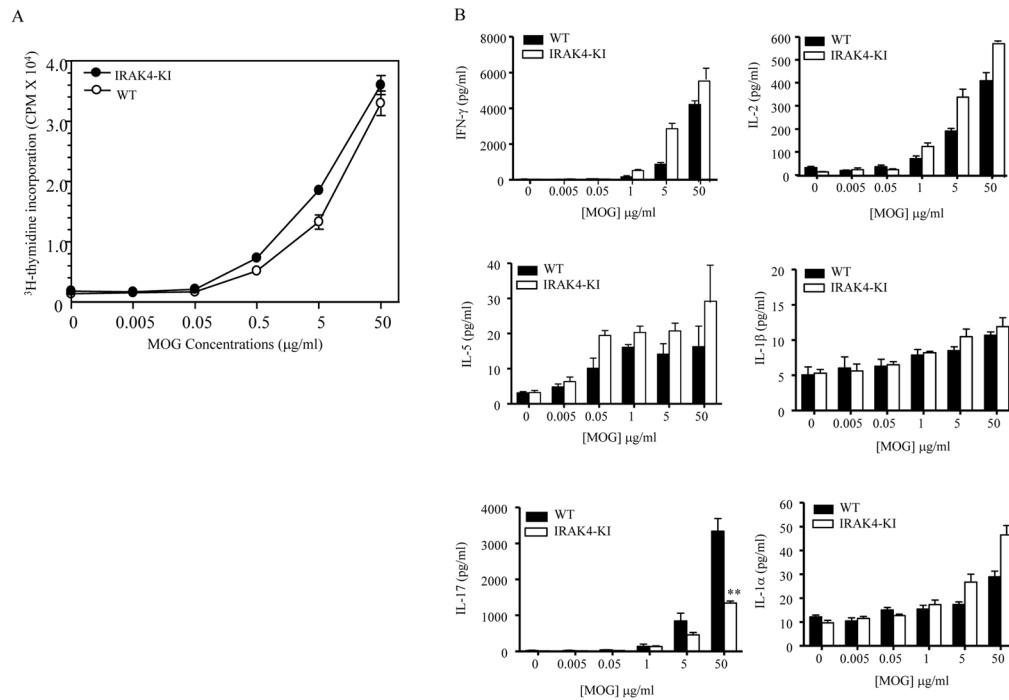 A
³H-thymidine incorporation (CPM X 10⁴)
4.0
3.0
2.0
1.0
0
IRAK4-KI
WT
0 0.005 0.05 0.5 5 50
MOG Concentrations (µg/ml)
B
IFN-γ (pg/ml)
8000
6000
4000
2000
0
WT
IRAK4-KI
0 0.005 0.05 1 5 50
[MOG] µg/ml
IL-2 (pg/ml)
600
500
400
300
200
100
0
WT
IRAK4-KI
0 0.005 0.05 1 5 50
[MOG] µg/ml
IL-5 (pg/ml)
40
30
20
10
0
WT
IRAK4-KI
0 0.005 0.05 1 5 50
[MOG] µg/ml
IL-1β (pg/ml)
20
15
10
5
0
WT
IRAK4-KI
0 0.005 0.05 1 5 50
[MOG] µg/ml
IL-17 (pg/ml)
4000
3000
2000
1000
0
WT
IRAK4-KI
**
0 0.005 0.05 1 5 50
[MOG] µg/ml
IL-1α (pg/ml)
60
50
40
30
20
10
0
WT
IRAK4-KI
0 0.005 0.05 1 5 50
[MOG] µg/ml